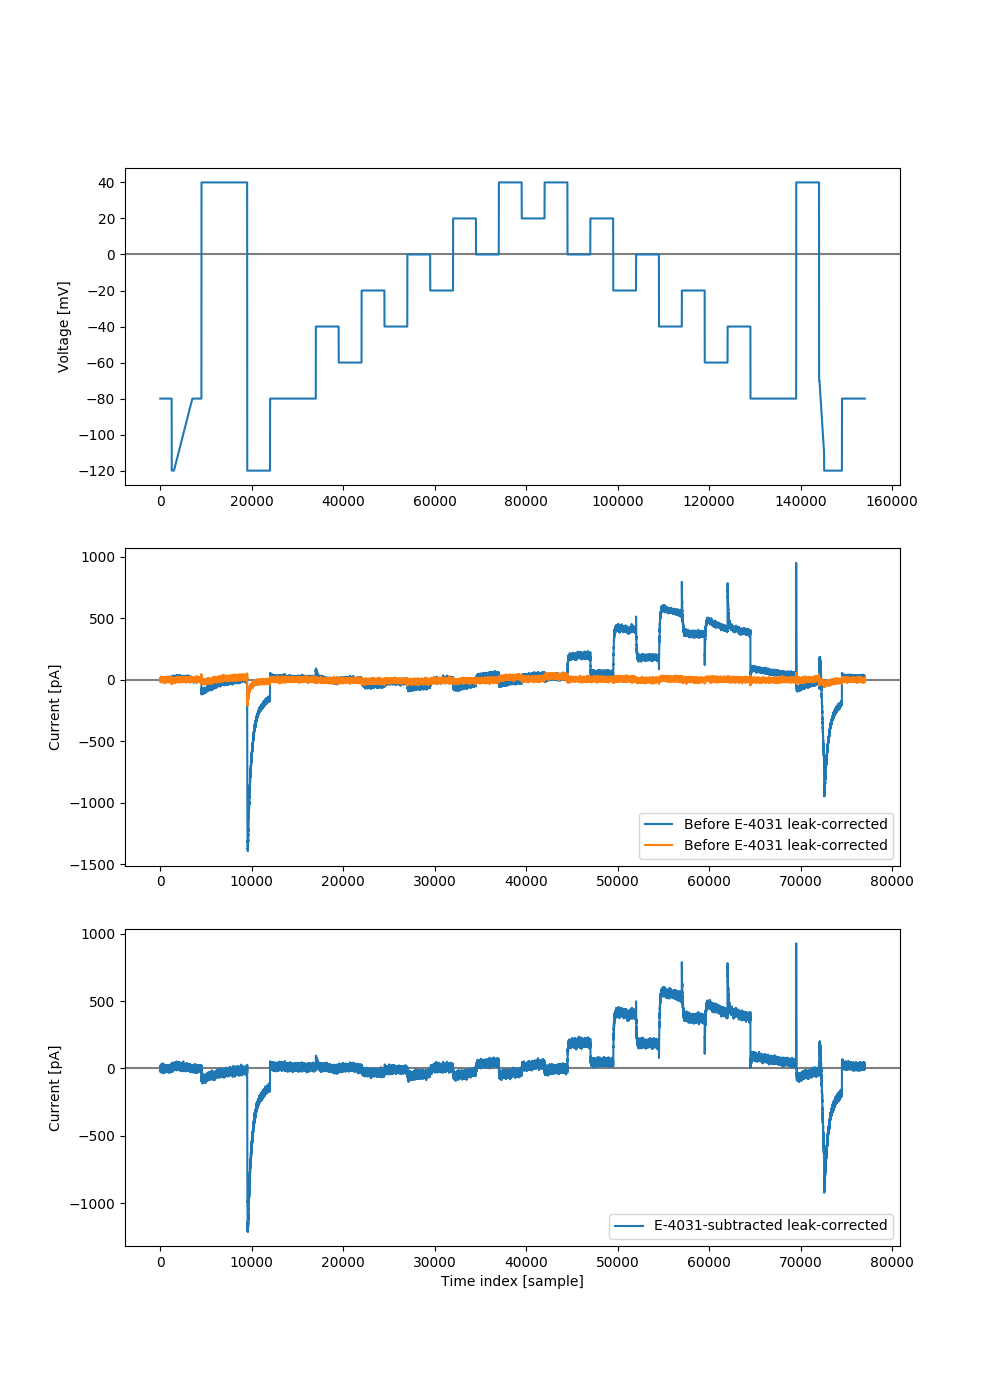 40
20
0
−20
−40
−60
−80
−100
−120
Voltage [mV]
0 20000 40000 60000 80000 100000 120000 140000 160000
1000
500
0
−500
−1000
−1500
Current [pA]
Before E-4031 leak-corrected
Before E-4031 leak-corrected
0 10000 20000 30000 40000 50000 60000 70000 80000
1000
500
0
−500
−1000
Current [pA]
E-4031-subtracted leak-corrected
0 10000 20000 30000 40000 50000 60000 70000 80000
Time index [sample]